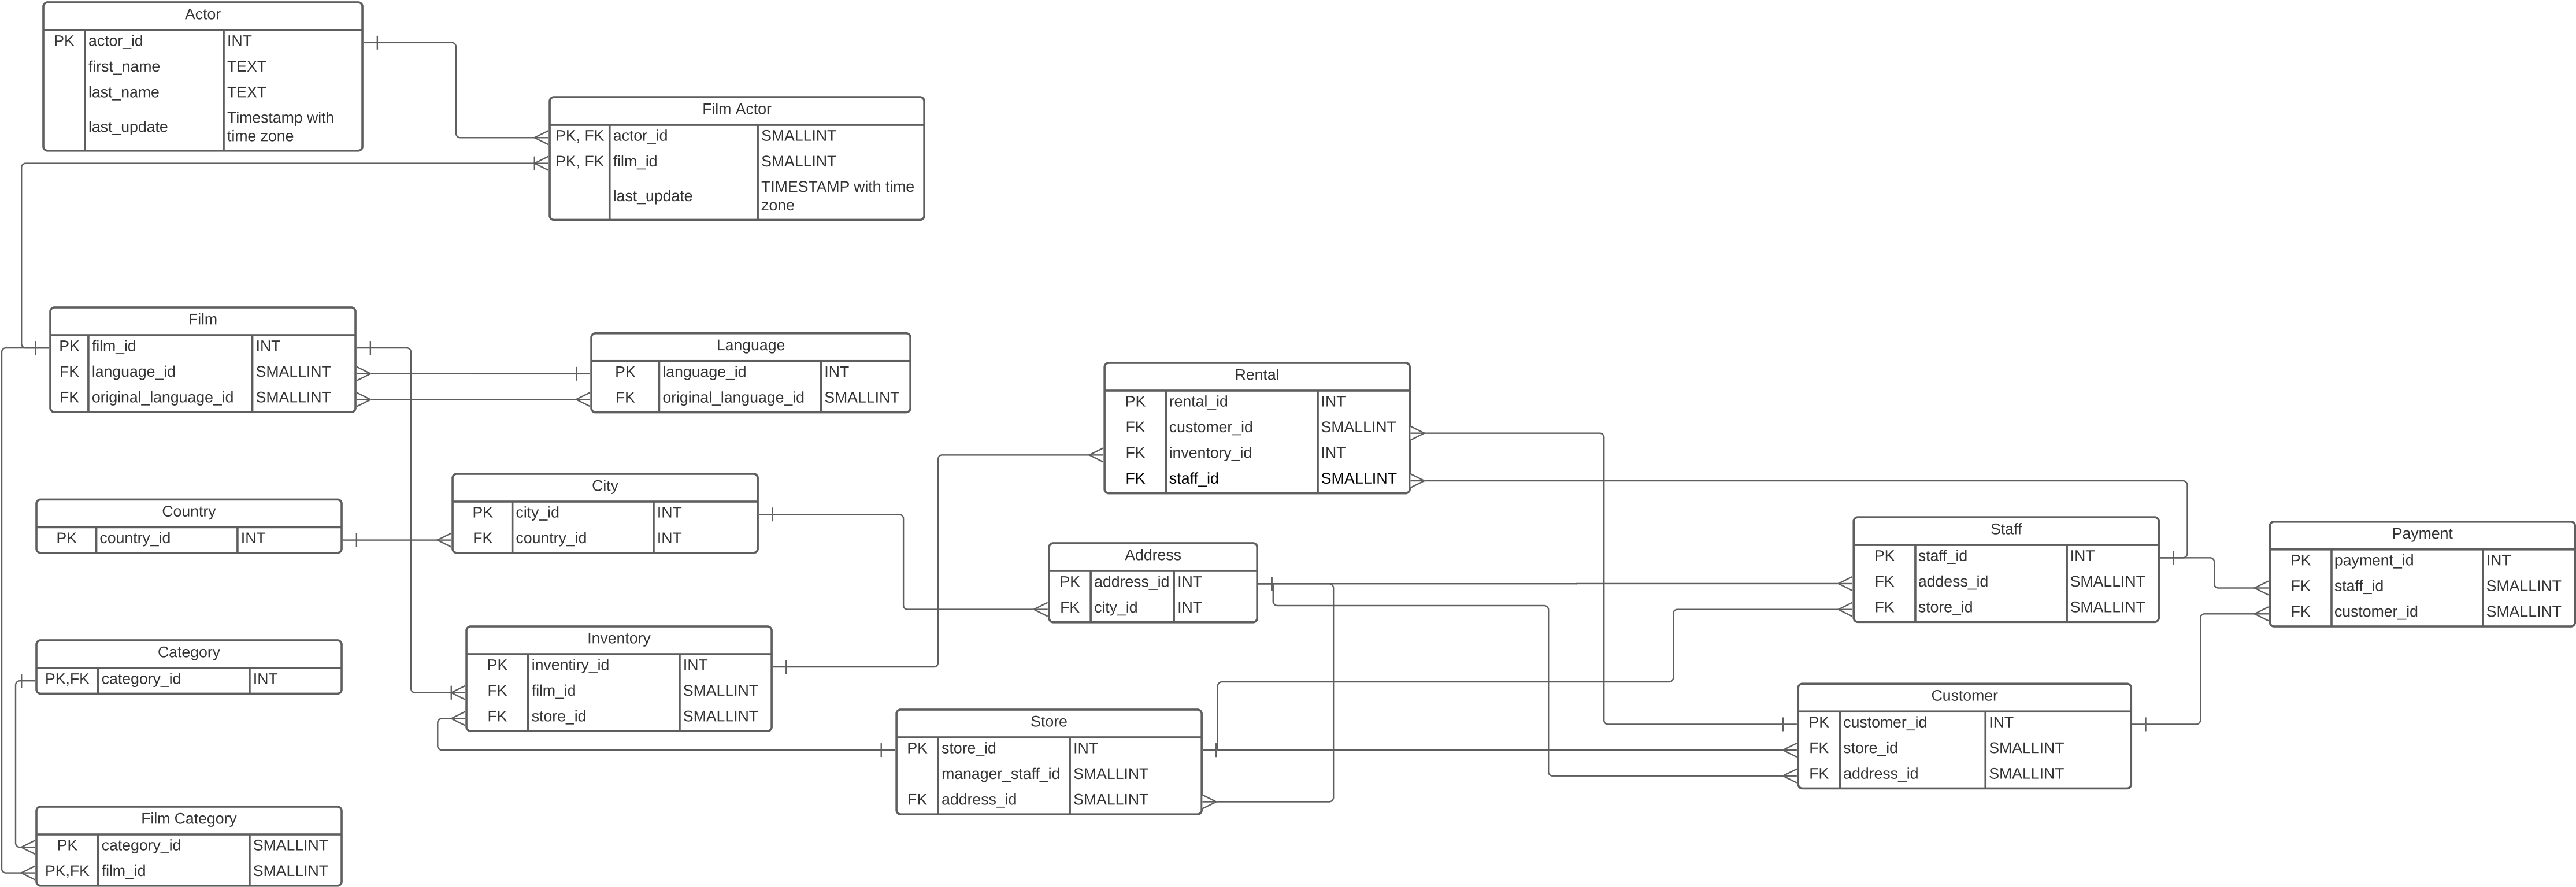 Actor
PK actor_id INT
first_name TEXT
last_name TEXT
last_update Timestamp with
time zone
Film Actor
PK, FK actor_id SMALLINT
PK, FK film_id SMALLINT
last_update TIMESTAMP with time
zone
Film
PK film_id INT
FK language_id SMALLINT
FK original_language_id SMALLINT
Language
PK language_id INT
FK original_language_id SMALLINT
Rental
PK rental_id INT
FK customer_id SMALLINT
FK inventory_id INT
FK staff_id SMALLINT
Country
PK country_id INT
City
PK city_id INT
FK country_id INT
Address
PK address_id INT
FK city_id INT
Staff
PK staff_id INT
FK addess_id SMALLINT
FK store_id SMALLINT
Payment
PK payment_id INT
FK staff_id SMALLINT
FK customer_id SMALLINT
Category
PK,FK category_id INT
Inventory
PK inventiry_id INT
FK film_id SMALLINT
FK store_id SMALLINT
Store
PK store_id INT
manager_staff_id SMALLINT
FK address_id SMALLINT
Customer
PK customer_id INT
FK store_id SMALLINT
FK address_id SMALLINT
Film Category
PK category_id SMALLINT
PK,FK film_id SMALLINT